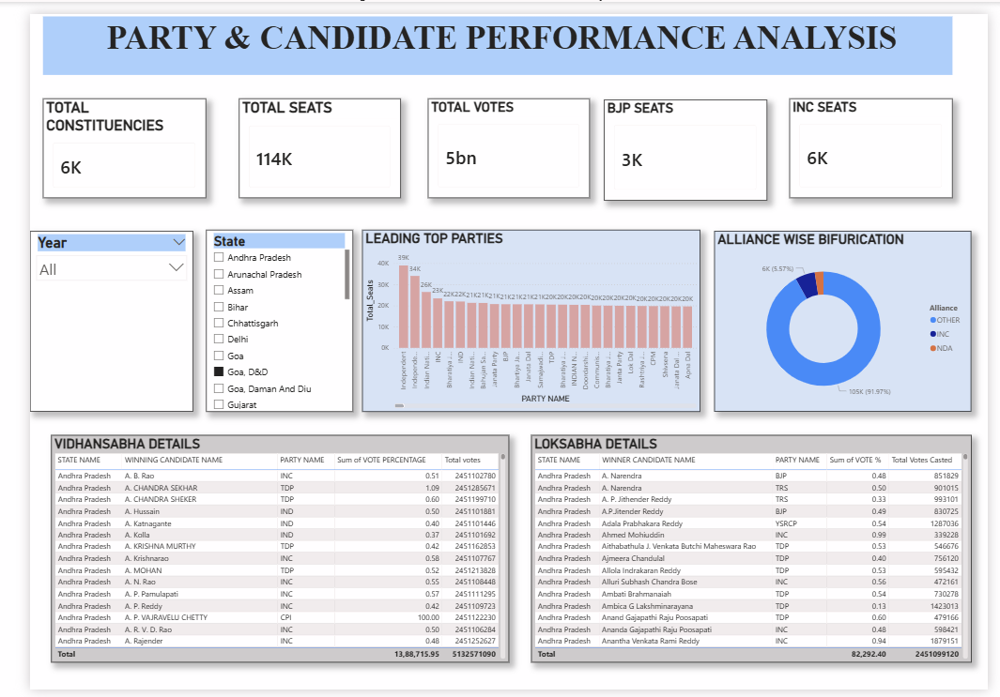 PARTY & CANDIDATE PERFORMANCE ANALYSIS
TOTAL CONSTITUENCIES
6K
TOTAL SEATS
114K
TOTAL VOTES
5bn
BJP SEATS
3K
INC SEATS
6K
Year
All
State
Andhra Pradesh
Arunachal Pradesh
Assam
Bihar
Chhattisgarh
Delhi
Goa
Goa, D&D
Goa, Daman And Diu
Gujarat
LEADING TOP PARTIES
Total_Seats
40K
30K
20K
10K
0K
39K 34K 26K 23K 22K 22K 21K 21K 21K 21K 21K 21K 21K 20K 20K 20K 20K 20K 20K 20K 20K 20K 20K 20K 20K 20K
Independent
Independe...
Indian Nati...
INC
Bharatiya J...
IND
Indian Nati...
Bahujan Sa...
Janata Party
BJP
Bhartiya Ja...
Janata Dal
Samajwadi...
TDP
Bharatiya ...
INDIAN N...
Doordarshi...
Communis...
Bharatiya ...
Janta Party
Lok Dal
Rashtriya J...
CPM
Shivsena
Janata Dal ...
Apna Dal
PARTY NAME
ALLIANCE WISE BIFURCATION
6K (5.57%)
105K (91.97%)
Alliance
OTHER
INC
NDA
VIDHANSABHA DETAILS
STATE NAME WINNING CANDIDATE NAME PARTY NAME Sum of VOTE PERCENTAGE Total votes
Andhra Pradesh A. B. Rao INC 0.51 2451102780
Andhra Pradesh A. CHANDRA SEKHAR TDP 1.09 2451285671
Andhra Pradesh A. CHANDRA SHEKER TDP 0.60 2451199710
Andhra Pradesh A. Hussain IND 0.50 2451101881
Andhra Pradesh A. Katnagante IND 0.40 2451101446
Andhra Pradesh A. Kolla IND 0.37 2451101692
Andhra Pradesh A. KRISHNA MURTHY TDP 0.42 2451162853
Andhra Pradesh A. Krishnarao INC 0.58 2451107767
Andhra Pradesh A. MOHAN TDP 0.52 2451213828
Andhra Pradesh A. N. Rao INC 0.55 2451108448
Andhra Pradesh A. P. Pamulapati INC 0.57 2451111295
Andhra Pradesh A. P. Reddy INC 0.42 2451109723
Andhra Pradesh A. P. VAJRAVELU CHETTY CPI 100.00 2451122230
Andhra Pradesh A. R. V. D. Rao INC 0.50 2451106284
Andhra Pradesh A. Rajender INC 0.48 2451252627
Total 13,88,715.95 5132571090
LOKSABHA DETAILS
STATE NAME WINNER CANDIDATE NAME PARTY NAME Sum of VOTE % Total Votes Casted
Andhra Pradesh A. Narendra BJP 0.48 851829
Andhra Pradesh A. Narendra TRS 0.50 901015
Andhra Pradesh A. P. Jithender Reddy TRS 0.33 993101
Andhra Pradesh A.P.Jitender Reddy BJP 0.49 830725
Andhra Pradesh Adala Prabhakara Reddy YSRCP 0.54 1287036
Andhra Pradesh Ahmed Mohiuddin INC 0.99 339228
Andhra Pradesh Aithabathula J. Venkata Butchi Maheswara Rao TDP 0.53 546676
Andhra Pradesh Ajmeera Chandulal TDP 0.40 756120
Andhra Pradesh Allola Indrakaran Reddy TDP 0.53 595432
Andhra Pradesh Alluri Subhash Chandra Bose INC 0.56 472161
Andhra Pradesh Ambati Brahmanaiah TDP 0.54 730278
Andhra Pradesh Ambica G Lakshminarayana TDP 0.13 1423013
Andhra Pradesh Anand Gajapathi Raju Poosapati TDP 0.60 479166
Andhra Pradesh Ananda Gajapathi Raju Poosapati INC 0.48 598421
Andhra Pradesh Anantha Venkata Rami Reddy INC 0.94 1879151
Total 82,292.40 2451099120